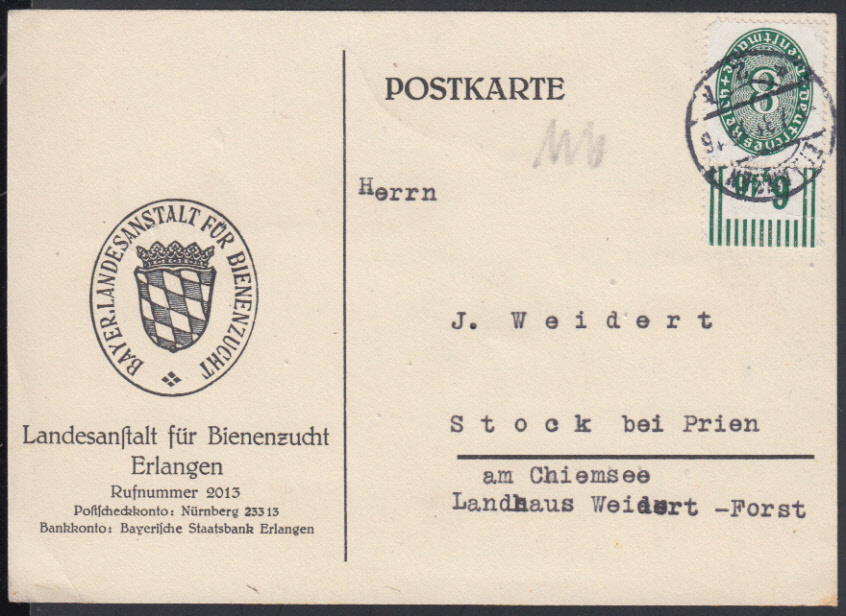 POSTKARTE
8
Herrn
J. Weidert
Stock bei Prien
am Chiemsee
Landhaus Weidert -Forst
BAYER. LANDESANSTALT FÜR BIENENZUCHT
Landesanſtalt für Bienenzucht
Erlangen
Rufnummer 2013
Poſtſcheckkonto: Nürnberg 23313
Bankkonto: Bayeriſche Staatsbank Erlangen